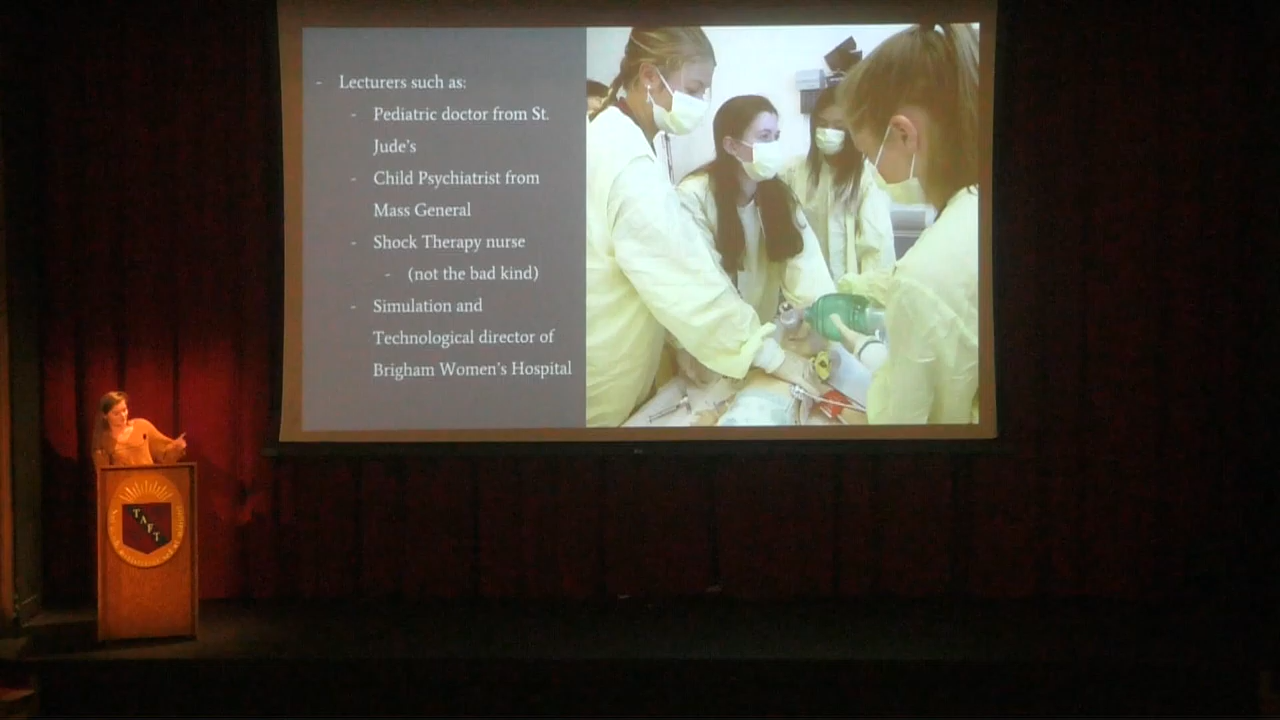 - Lecturers such as:
- Pediatric doctor from St.
Jude's
- Child Psychiatrist from
Mass General
- Shock Therapy nurse
- (not the bad kind)
- Simulation and
Technological director of
Brigham Women's Hospital
TAFT